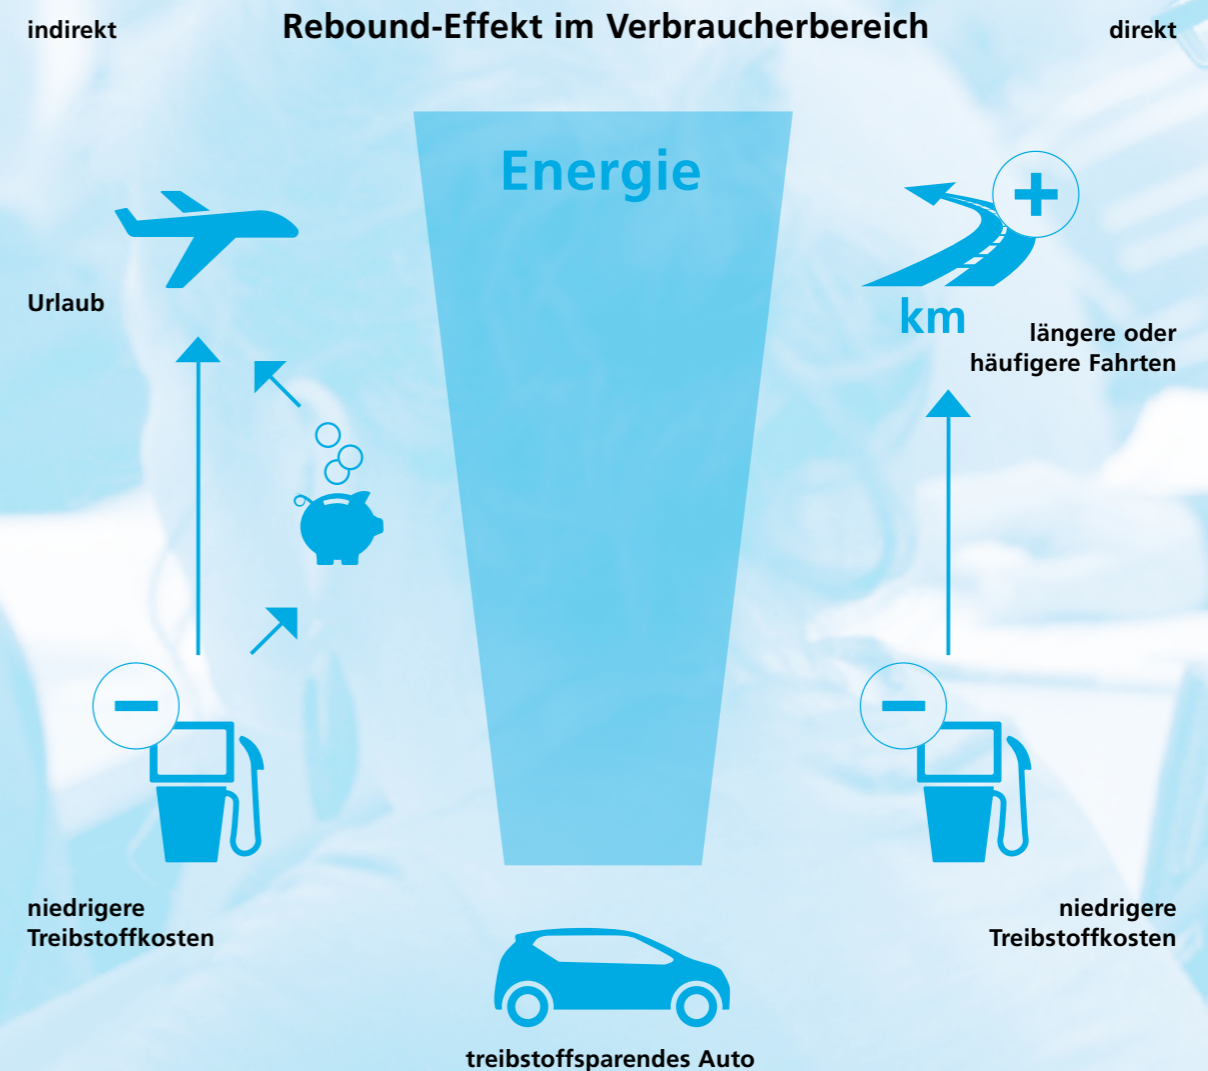 indirekt
Rebound-Effekt im Verbraucherbereich
direkt
Energie
Urlaub
km
längere oder
häufigere Fahrten
niedrigere
Treibstoffkosten
niedrigere
Treibstoffkosten
treibstoffsparendes Auto